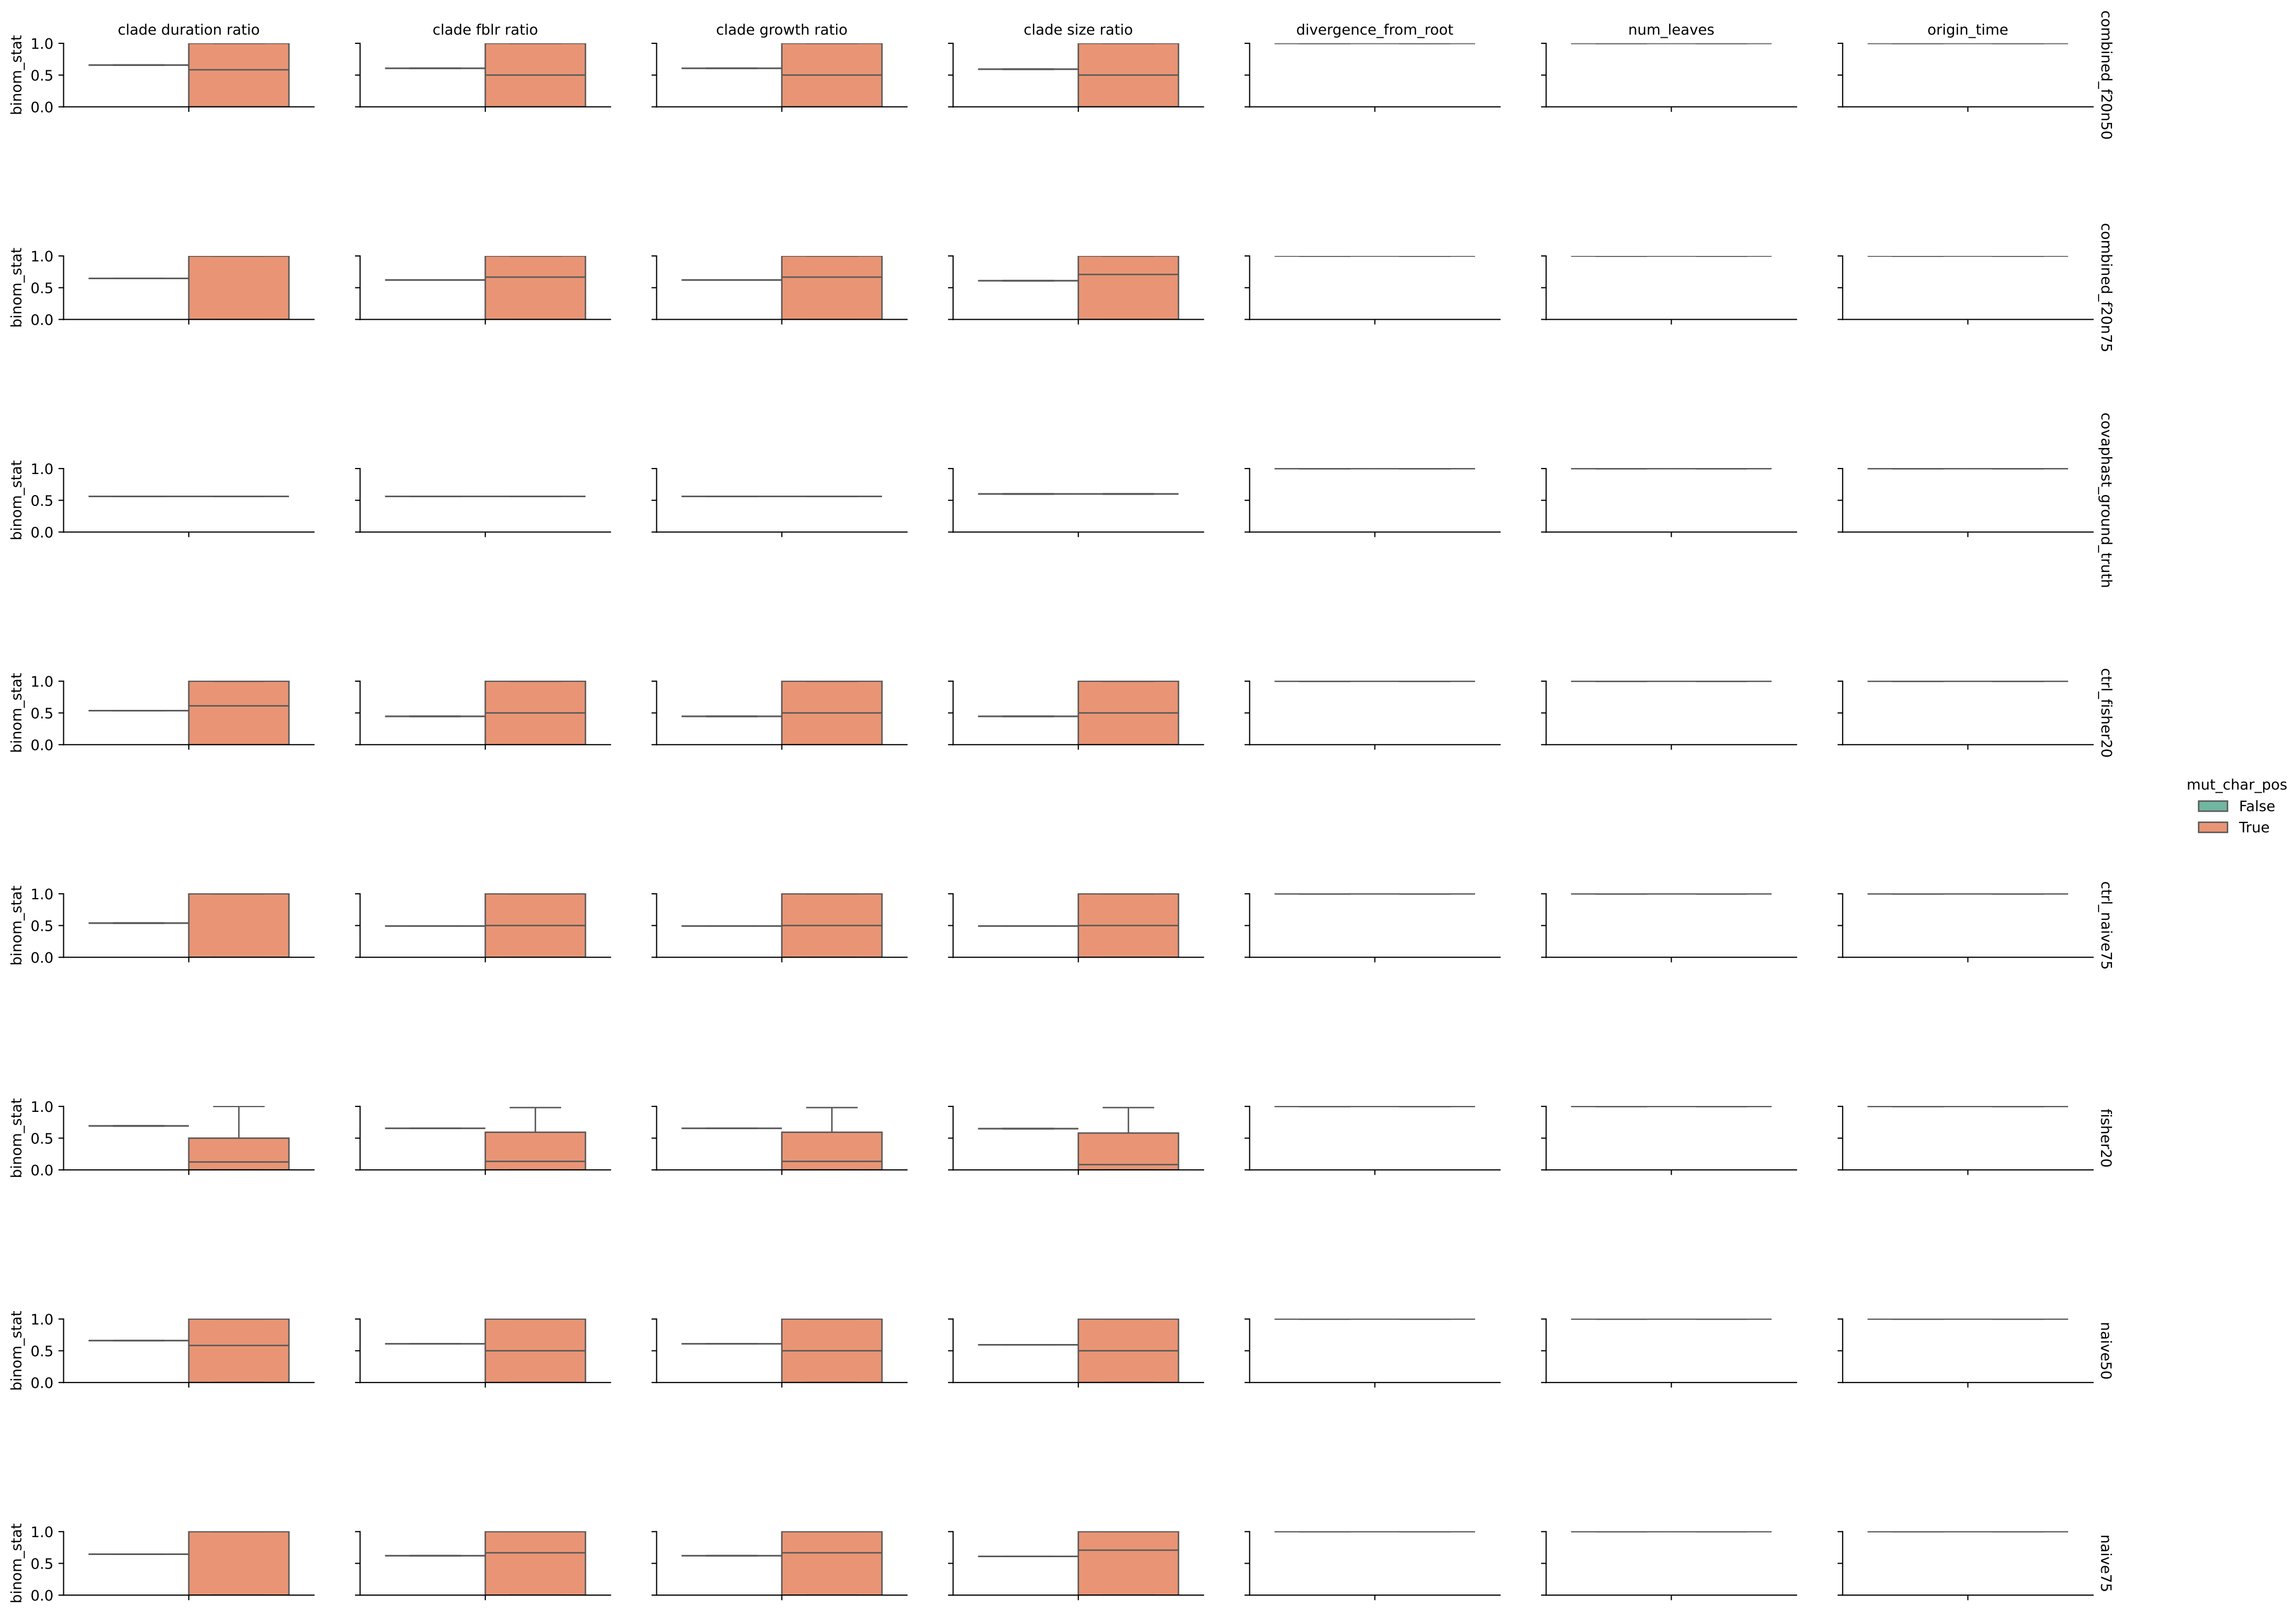 clade duration ratio
clade fblr ratio
clade growth ratio
clade size ratio
divergence_from_root
num_leaves
origin_time
binom_stat
1.0
0.5
0.0
combined_f20n50
binom_stat
1.0
0.5
0.0
combined_f20n75
binom_stat
1.0
0.5
0.0
covaphast_ground_truth
binom_stat
1.0
0.5
0.0
ctrl_fisher20
mut_char_pos
False
True
binom_stat
1.0
0.5
0.0
ctrl_naive75
binom_stat
1.0
0.5
0.0
fisher20
binom_stat
1.0
0.5
0.0
naive50
binom_stat
1.0
0.5
0.0
naive75